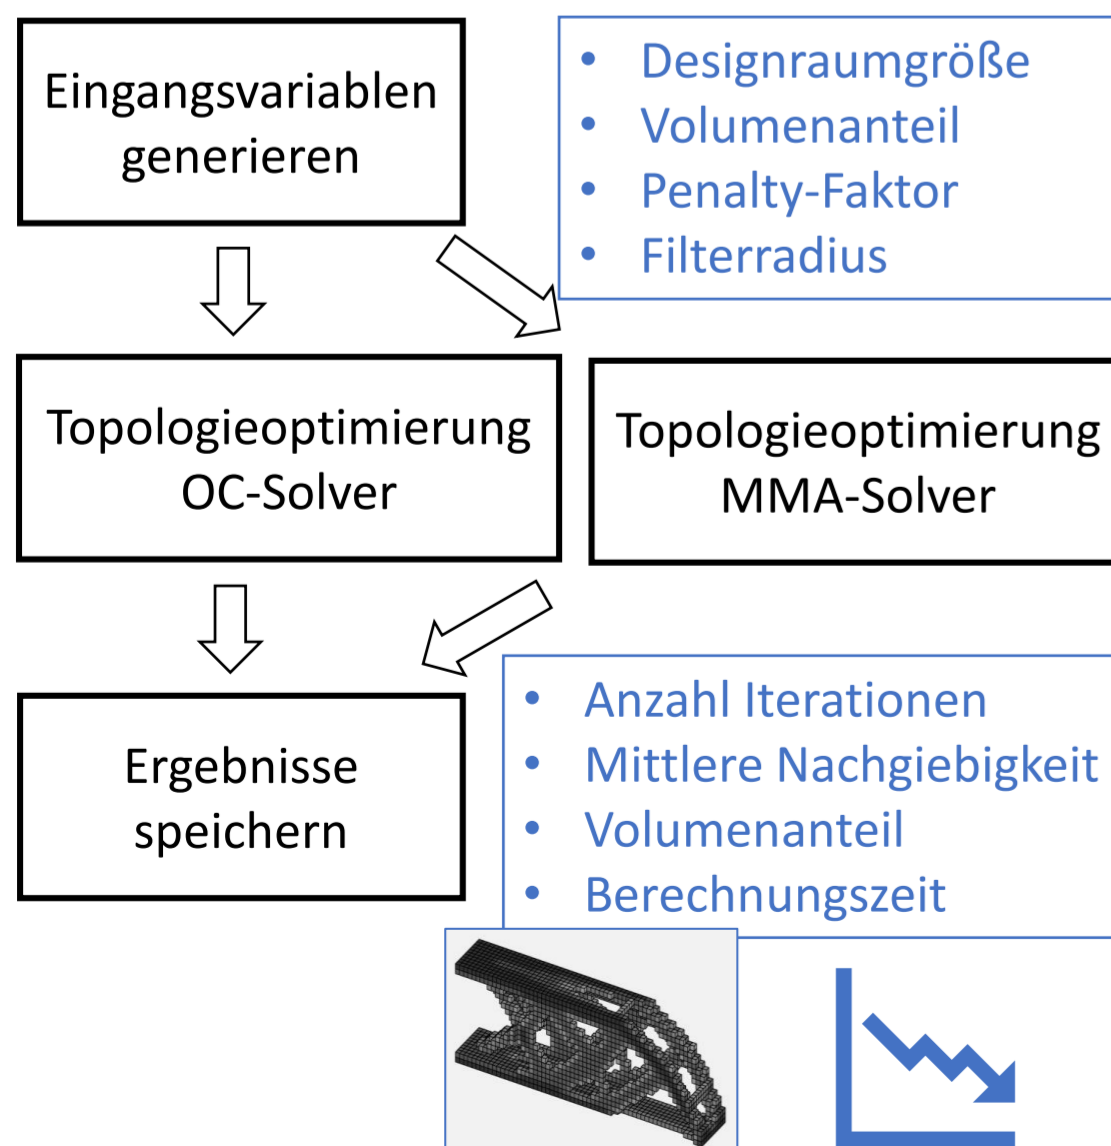 Eingangsvariablen
generieren
• Designraumgröße
• Volumenanteil
• Penalty-Faktor
• Filterradius
Topologieoptimierung
OC-Solver
Topologieoptimierung
MMA-Solver
Ergebnisse
speichern
• Anzahl Iterationen
• Mittlere Nachgiebigkeit
• Volumenanteil
• Berechnungszeit